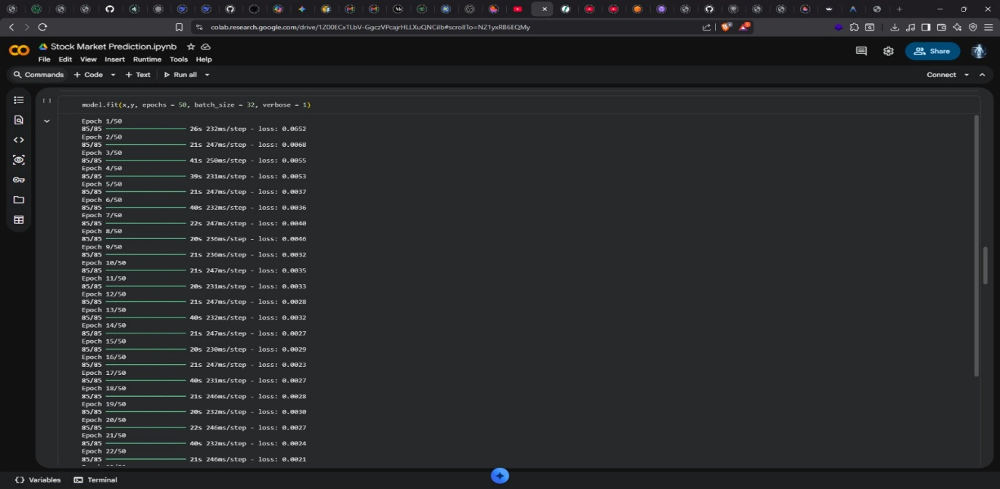 colab.research.google.com/drive/1Z00ECxTLbV-GgczVPcajrHLLXuQNCiIb#scrollTo=NZ1yxRB6EQMy
Stock Market Prediction.ipynb
File Edit View Insert Runtime Tools Help
Share
Commands + Code + Text Run all
Connect
[ ] model.fit(x,y, epochs = 50, batch_size = 32, verbose = 1)
Epoch 1/50
85/85 26s 232ms/step - loss: 0.0652
Epoch 2/50
85/85 21s 247ms/step - loss: 0.0068
Epoch 3/50
85/85 41s 250ms/step - loss: 0.0055
Epoch 4/50
85/85 39s 231ms/step - loss: 0.0053
Epoch 5/50
85/85 21s 247ms/step - loss: 0.0037
Epoch 6/50
85/85 40s 232ms/step - loss: 0.0036
Epoch 7/50
85/85 22s 247ms/step - loss: 0.0040
Epoch 8/50
85/85 20s 236ms/step - loss: 0.0046
Epoch 9/50
85/85 21s 236ms/step - loss: 0.0032
Epoch 10/50
85/85 21s 247ms/step - loss: 0.0035
Epoch 11/50
85/85 20s 231ms/step - loss: 0.0033
Epoch 12/50
85/85 21s 247ms/step - loss: 0.0028
Epoch 13/50
85/85 40s 232ms/step - loss: 0.0032
Epoch 14/50
85/85 21s 247ms/step - loss: 0.0027
Epoch 15/50
85/85 20s 230ms/step - loss: 0.0029
Epoch 16/50
85/85 21s 247ms/step - loss: 0.0023
Epoch 17/50
85/85 40s 231ms/step - loss: 0.0027
Epoch 18/50
85/85 21s 246ms/step - loss: 0.0028
Epoch 19/50
85/85 20s 232ms/step - loss: 0.0030
Epoch 20/50
85/85 22s 246ms/step - loss: 0.0027
Epoch 21/50
85/85 40s 232ms/step - loss: 0.0024
Epoch 22/50
85/85 21s 246ms/step - loss: 0.0021
Variables Terminal